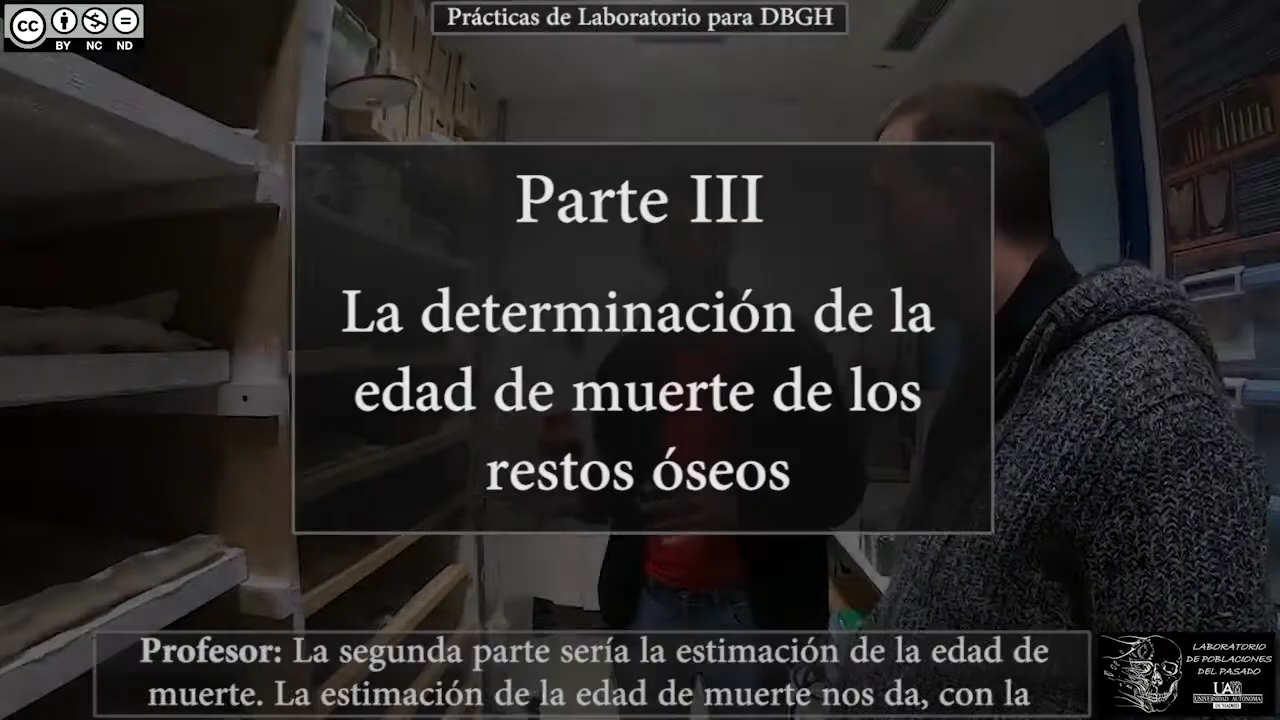 cc
BY NC ND
Prácticas de Laboratorio para DBGH
Parte III
La determinación de la
edad de muerte de los
restos óseos
Profesor: La segunda parte sería la estimación de la edad de
muerte. La estimación de la edad de muerte nos da, con la
LABORATORIO
DE POBLACIONES
DEL PASADO
UAM
UNIVERSIDAD AUTONOMA
DE MADRID